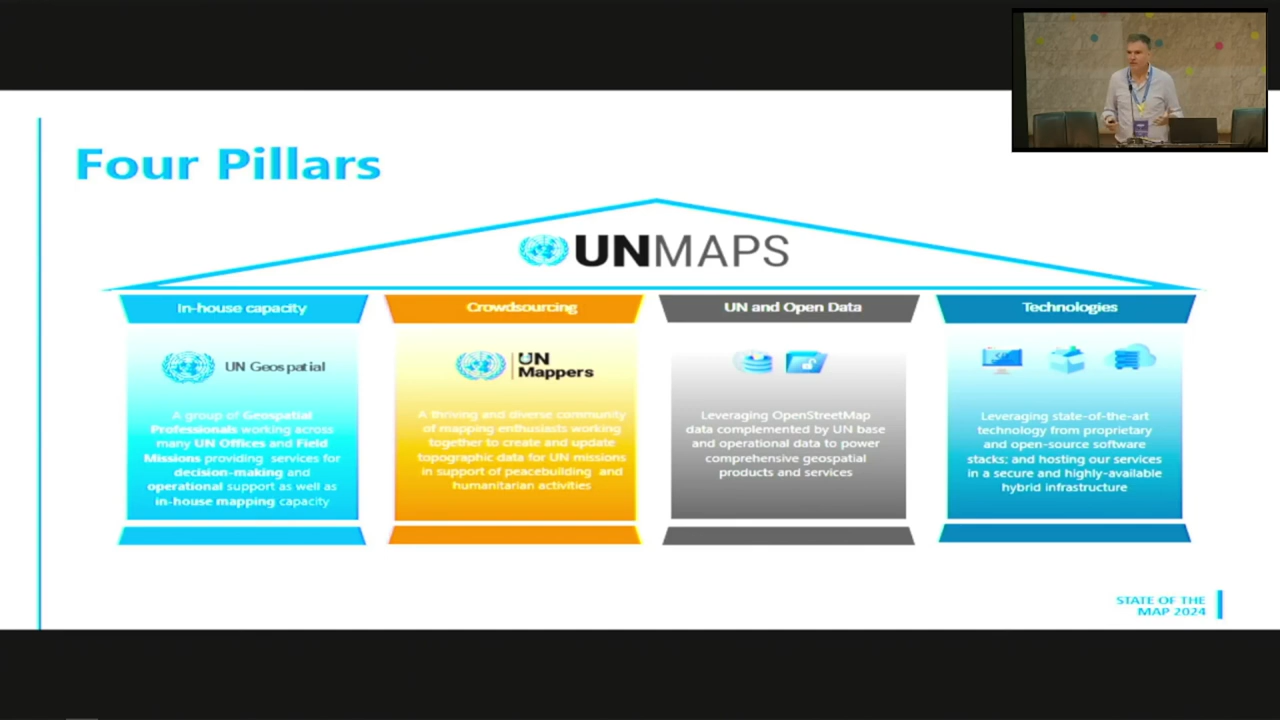 Four Pillars
UNMAPS
In-house capacity
UN Geospatial
A group of Geospatial
Professionals working across
many UN Offices and Field
Missions providing services for
decision-making and
operational support as well as
in-house mapping capacity
Crowdsourcing
UN
Mappers
A thriving and diverse community
of mapping enthusiasts working
together to create and update
topographic data for UN missions
in support of peacebuilding and
humanitarian activities
UN and Open Data
Leveraging OpenStreetMap
data complemented by UN base
and operational data to power
comprehensive geospatial
products and services
Technologies
Leveraging state-of-the-art
technology from proprietary
and open-source software
stacks; and hosting our services
in a secure and highly-available
hybrid infrastructure
STATE OF THE
MAP 2024